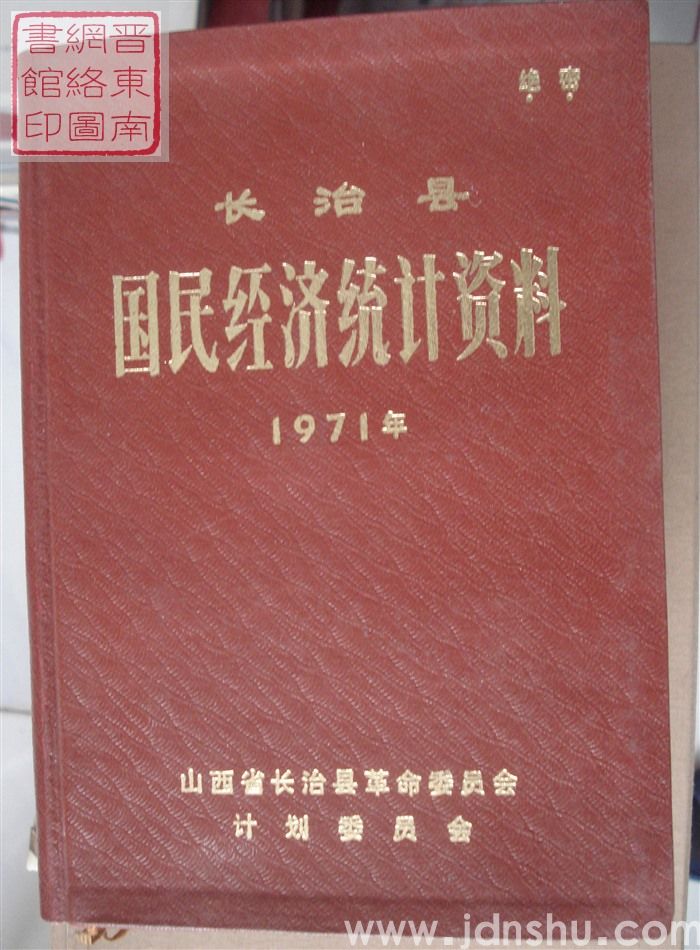 晋東南
網絡圖
書館印
绝密
长治县
国民经济统计资料
1971年
山西省长治县革命委员会
计划委员会
www.jdnshu.com